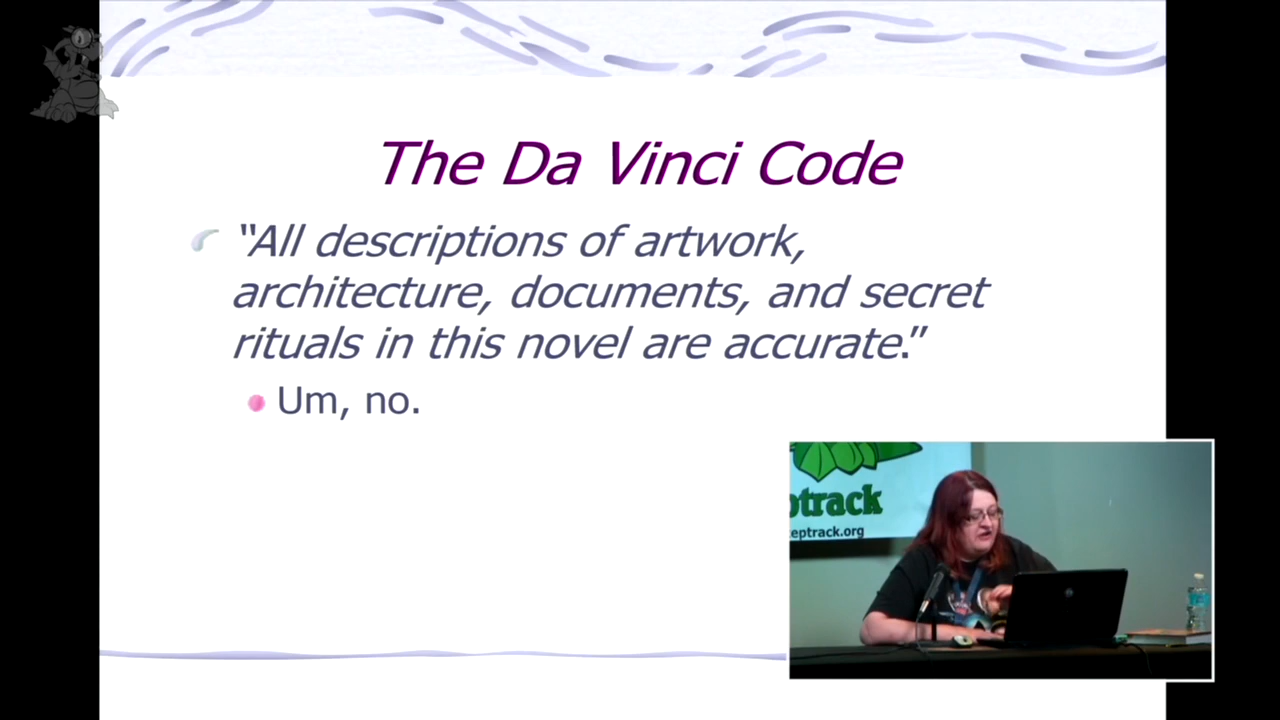 The Da Vinci Code
“All descriptions of artwork,
architecture, documents, and secret
rituals in this novel are accurate.”
Um, no.
ptrack
eptrack.org